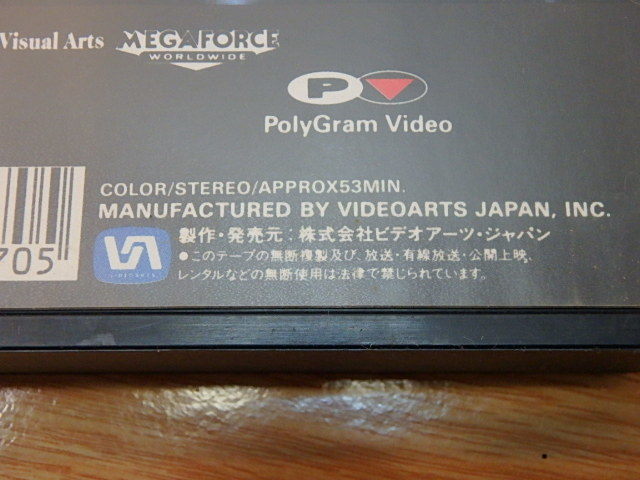 Visual Arts MEGAFORCE
WORLDWIDE
P
PolyGram Video
COLOR/STEREO/APPROX53MIN.
MANUFACTURED BY VIDEOARTS JAPAN, INC.
705
VA
VIDEOARTS
製作・発売元:株式会社ビデオアーツ・ジャパン
●このテープの無断複製及び、放送・有線放送・公開上映、
レンタルなどの無断使用は法律で禁じられています。